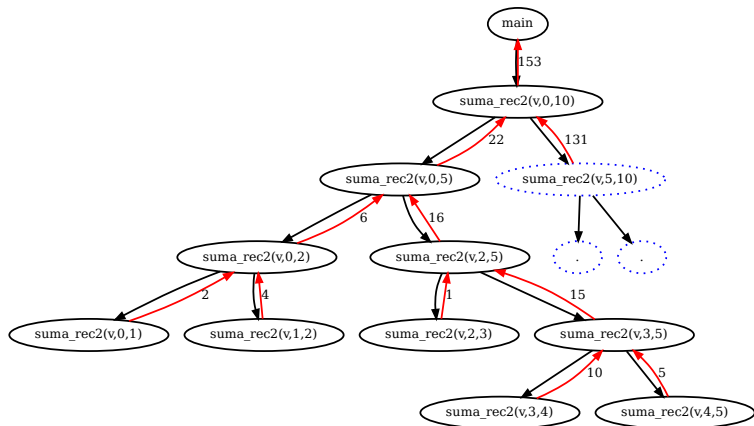 main
153
suma_rec2(v,0,10)
22
131
suma_rec2(v,0,5)
suma_rec2(v,5,10)
6
16
suma_rec2(v,0,2)
suma_rec2(v,2,5)
.
.
2
4
1
15
suma_rec2(v,0,1)
suma_rec2(v,1,2)
suma_rec2(v,2,3)
suma_rec2(v,3,5)
10
5
suma_rec2(v,3,4)
suma_rec2(v,4,5)